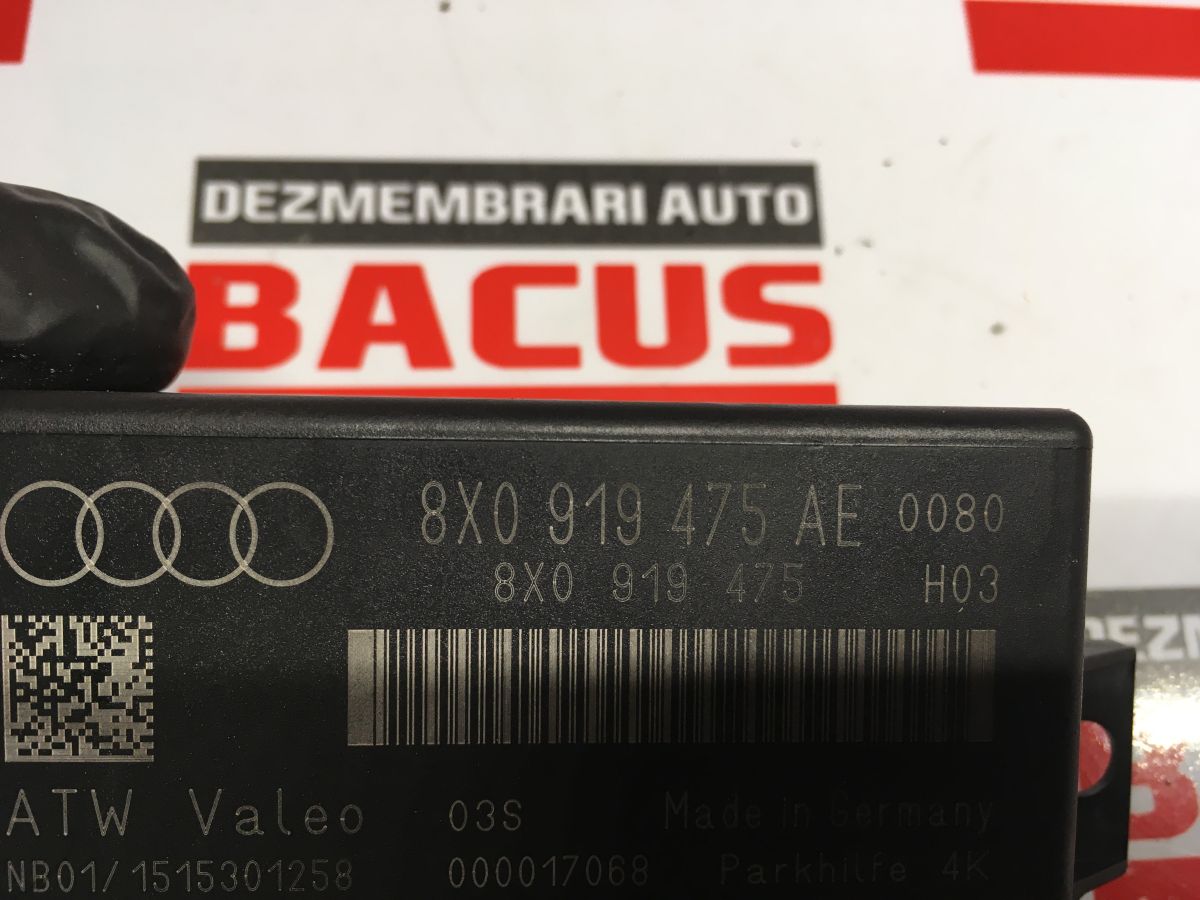 DEZMEMBRARI AUTO
BACUS
8X0 919 475 AE 0080
8X0 919 475 H03
ATW Valeo 03S Made in Germany
NB01/1515301258 000017068 Parkhilfe 4K